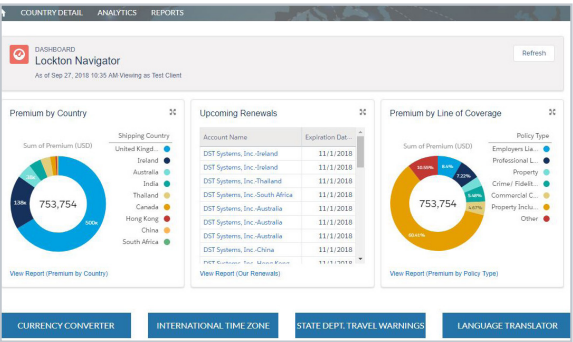 COUNTRY DETAIL ANALYTICS REPORTS
DASHBOARD
Lockton Navigator
As of Sep 27, 2018 10:35 AM Viewing as Test Client
Refresh
Premium by Country
Sum of Premium (USD)
Shipping Country
United Kingd...
Ireland
Australia
India
Thailand
Canada
Hong Kong
China
South Africa
138k
753,754
500k
View Report (Premium by Country)
Upcoming Renewals
Account Name Expiration Dat...
DST Systems, Inc.-Ireland 11/1/2018
DST Systems, Inc.-Ireland 11/1/2018
DST Systems, Inc.-Thailand 11/1/2018
DST Systems, Inc.-South Africa 11/1/2018
DST Systems, Inc.-Australia 11/1/2018
DST Systems, Inc.-Australia 11/1/2018
DST Systems, Inc.-China 11/1/2018
DST Systems, Inc.-Hong Kong 11/1/2018
View Report (Our Renewals)
Premium by Line of Coverage
Sum of Premium (USD)
Policy Type
Employers Lia...
Professional L...
Property
Crime/ Fidelit...
Commercial C...
Property Inclu...
Other
7.22%
753,754
View Report (Premium by Policy Type)
CURRENCY CONVERTER
INTERNATIONAL TIME ZONE
STATE DEPT. TRAVEL WARNINGS
LANGUAGE TRANSLATOR